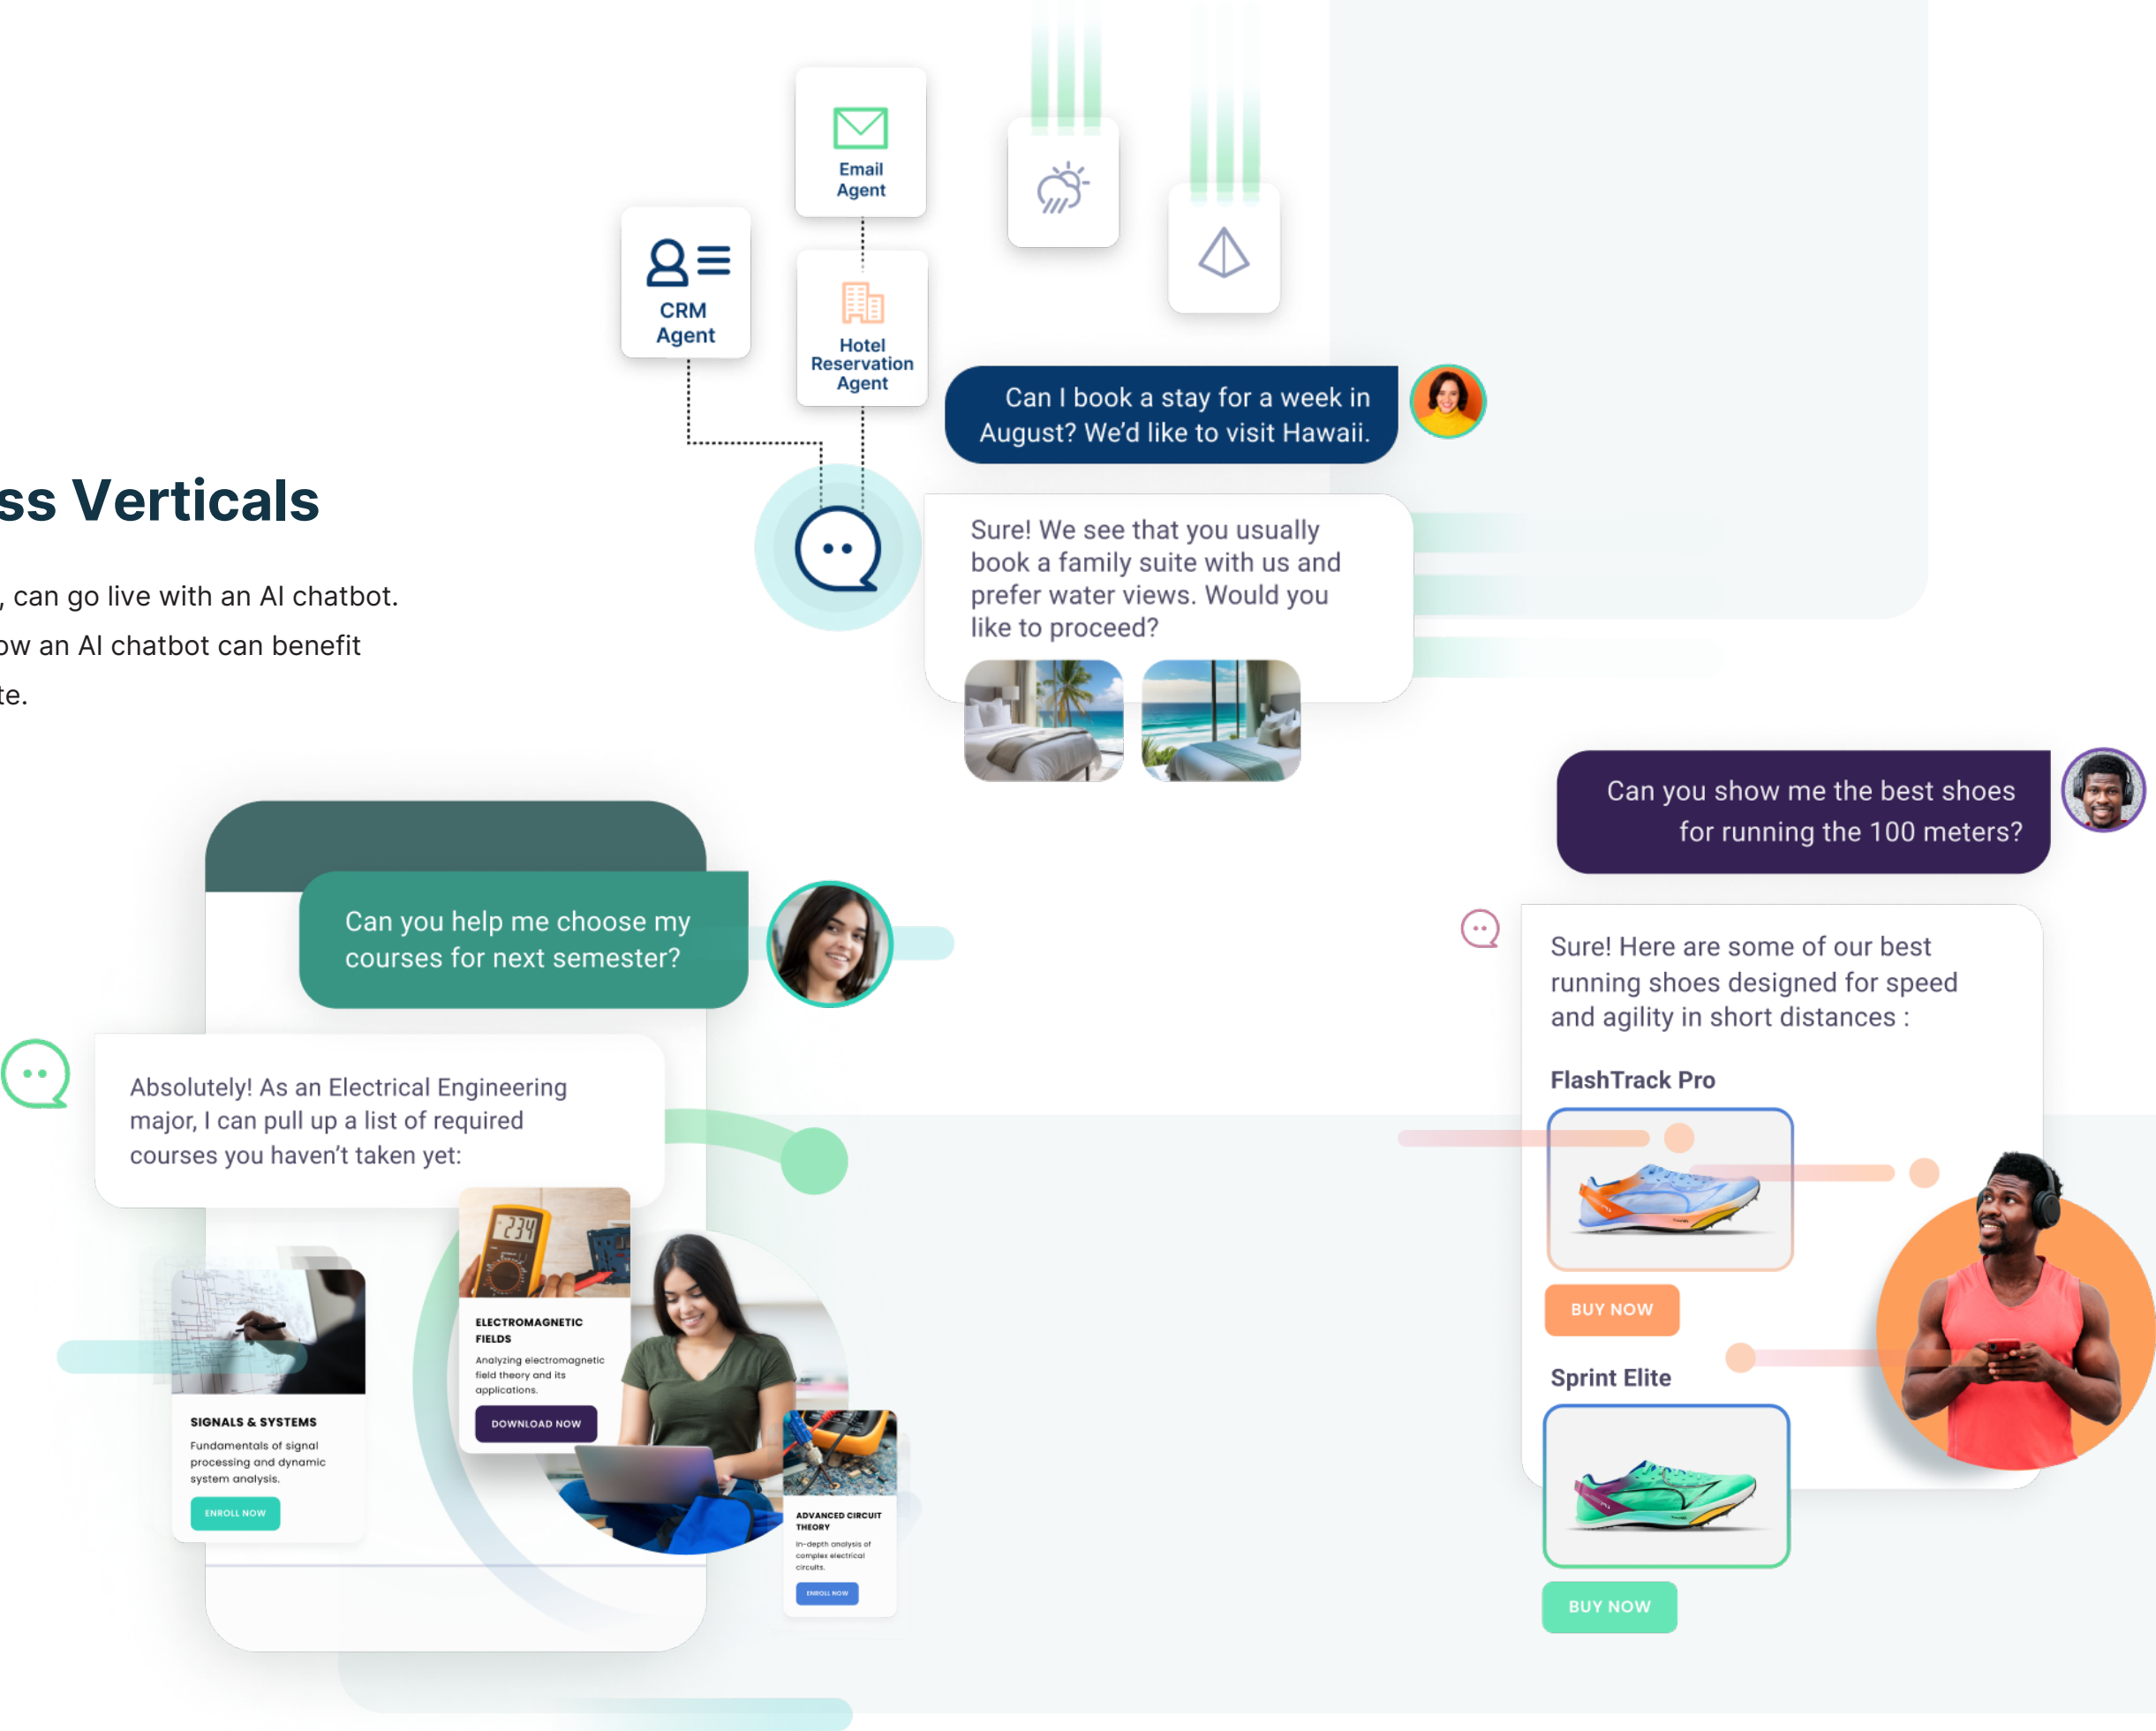 Email
Agent
CRM
Agent
Hotel
Reservation
Agent
Can I book a stay for a week in
August? We'd like to visit Hawaii.
Sure! We see that you usually
book a family suite with us and
prefer water views. Would you
like to proceed?
ss Verticals
, can go live with an AI chatbot.
ow an AI chatbot can benefit
te.
Can you help me choose my
courses for next semester?
Absolutely! As an Electrical Engineering
major, I can pull up a list of required
courses you haven't taken yet:
234
ELECTROMAGNETIC
FIELDS
Analyzing electromagnetic
field theory and its
applications.
DOWNLOAD NOW
SIGNALS & SYSTEMS
Fundamentals of signal
processing and dynamic
system analysis.
ENROLL NOW
ADVANCED CIRCUIT
THEORY
In-depth analysis of
complex electrical
circuits.
ENROLL NOW
Can you show me the best shoes
for running the 100 meters?
Sure! Here are some of our best
running shoes designed for speed
and agility in short distances :
FlashTrack Pro
BUY NOW
Sprint Elite
BUY NOW